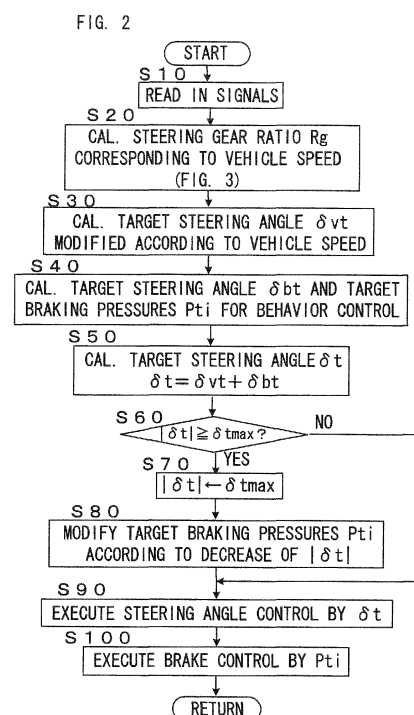 FIG. 2
START
S10
READ IN SIGNALS
S20
CAL. STEERING GEAR RATIO Rg
CORRESPONDING TO VEHICLE SPEED
(FIG. 3)
S30
CAL. TARGET STEERING ANGLE δvt
MODIFIED ACCORDING TO VEHICLE SPEED
S40
CAL. TARGET STEERING ANGLE δbt AND TARGET
BRAKING PRESSURES Pti FOR BEHAVIOR CONTROL
S50
CAL. TARGET STEERING ANGLE δt
δt=δvt+δbt
S60
|δt|≧δtmax?
NO
YES
S70
|δt|←δtmax
S80
MODIFY TARGET BRAKING PRESSURES Pti
ACCORDING TO DECREASE OF |δt|
S90
EXECUTE STEERING ANGLE CONTROL BY δt
S100
EXECUTE BRAKE CONTROL BY Pti
RETURN